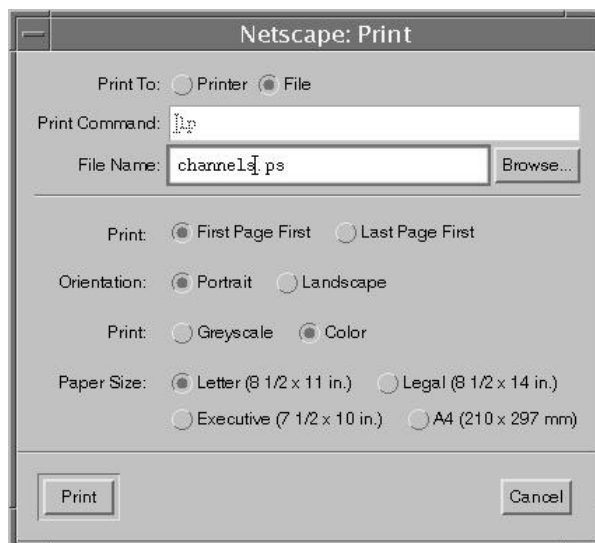 Netscape: Print
Print To: Printer File
Print Command: lp
File Name: channels.ps Browse...
Print: First Page First Last Page First
Orientation: Portrait Landscape
Print: Greyscale Color
Paper Size: Letter (8 1/2 x 11 in.) Legal (8 1/2 x 14 in.)
Executive (7 1/2 x 10 in.) A4 (210 x 297 mm)
Print Cancel